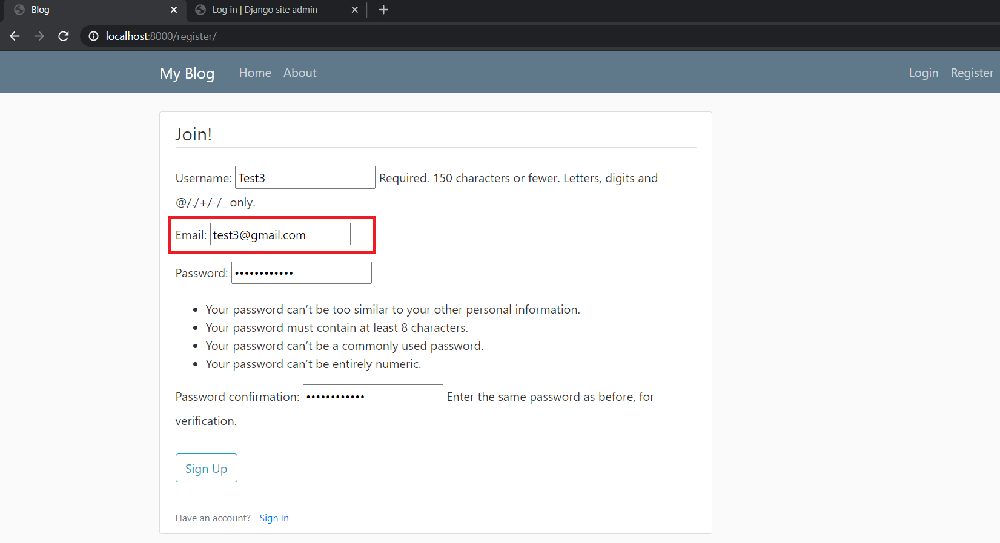 Blog
Log in | Django site admin
localhost:8000/register/
My Blog Home About Login Register
Join!
Username: Test3 Required. 150 characters or fewer. Letters, digits and
@/./+/-/_ only.
Email: test3@gmail.com
Password: ••••••••••••
• Your password can’t be too similar to your other personal information.
• Your password must contain at least 8 characters.
• Your password can’t be a commonly used password.
• Your password can’t be entirely numeric.
Password confirmation: •••••••••••• Enter the same password as before, for
verification.
Sign Up
Have an account? Sign In